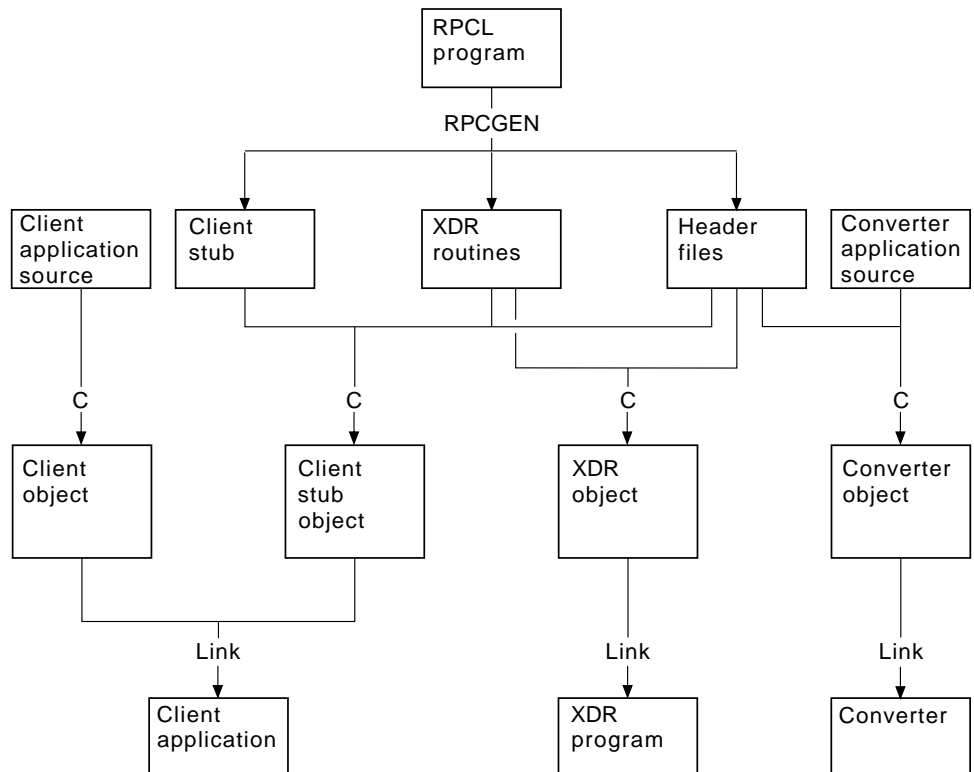 RPCL
program
RPCGEN
Client
application
source
Client
stub
XDR
routines
Header
files
Converter
application
source
C
C
C
C
Client
object
Client
stub
object
XDR
object
Converter
object
Link
Link
Link
Client
application
XDR
program
Converter